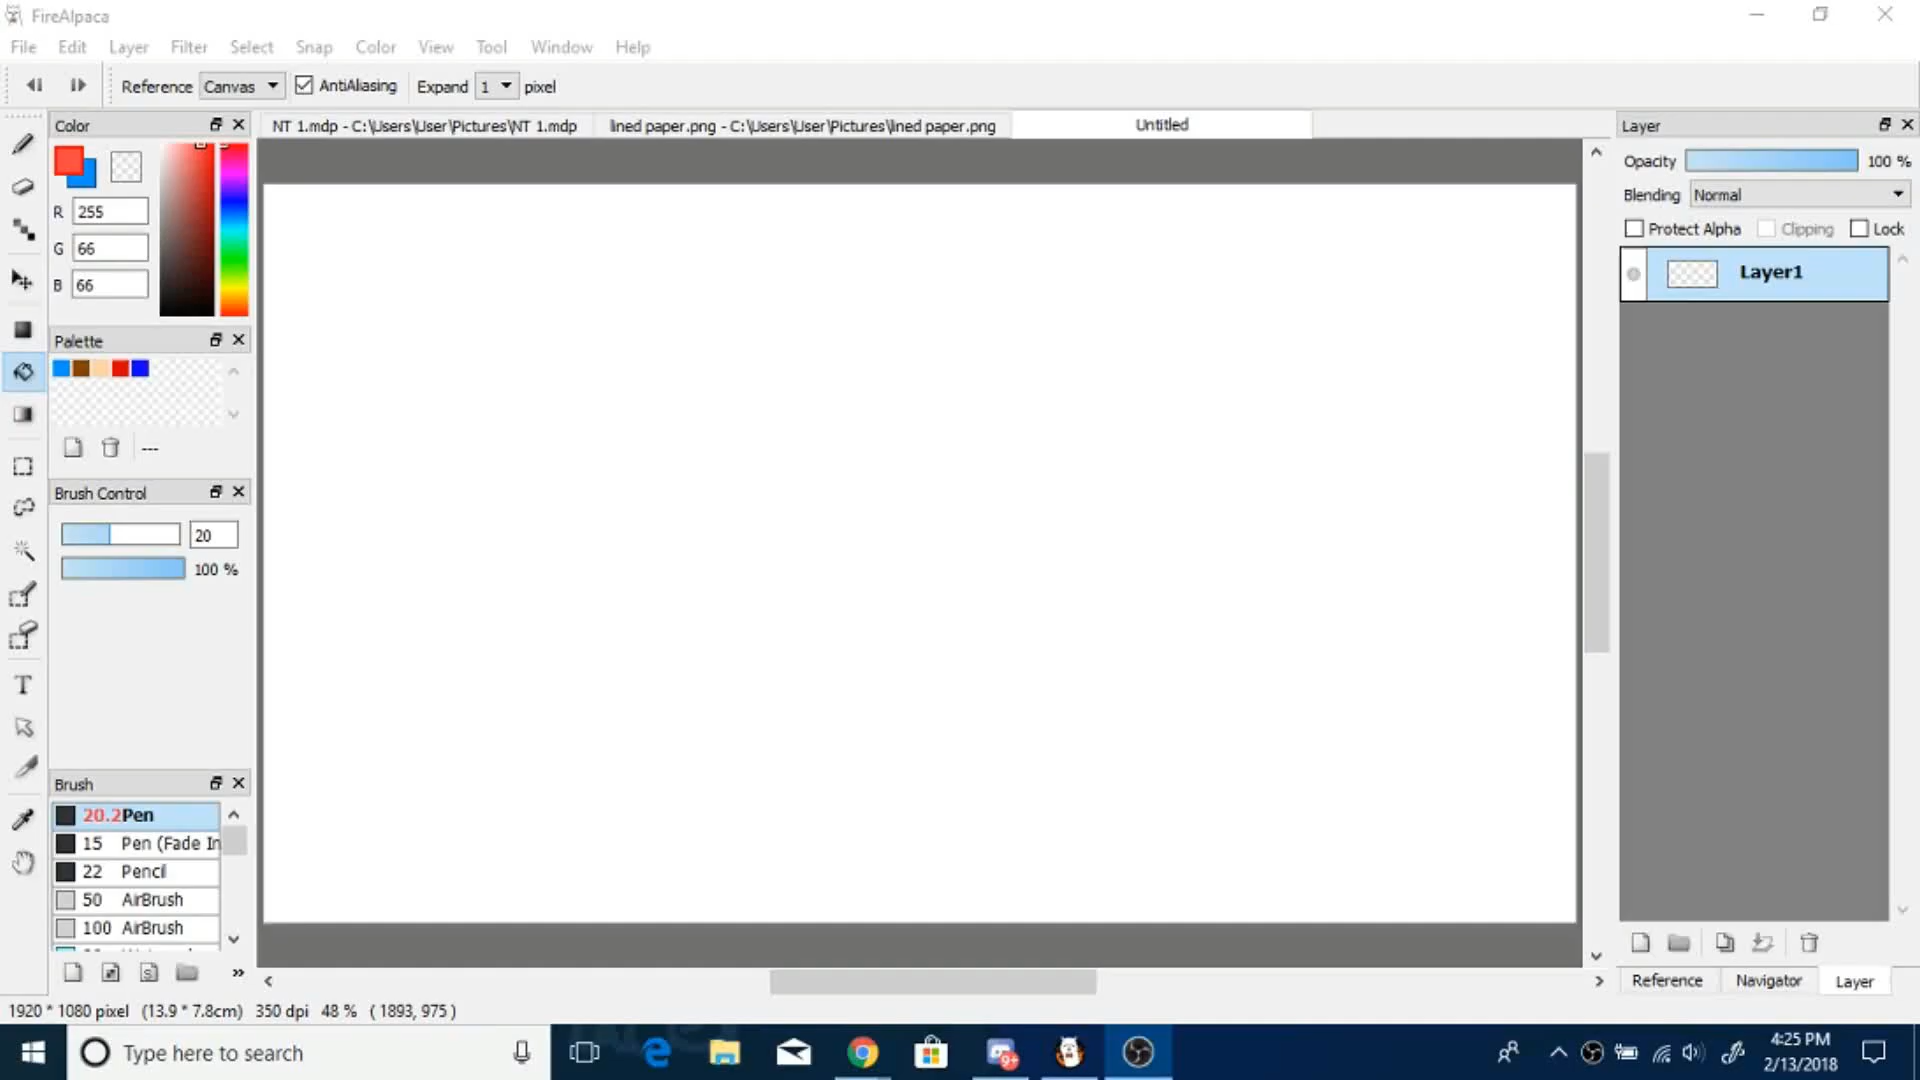 FireAlpaca
File Edit Layer Filter Select Snap Color View Tool Window Help
Reference Canvas AntiAliasing Expand 1 pixel
Color
NT 1.mdp - C:\Users\User\Pictures\NT 1.mdp
lined paper.png - C:\Users\User\Pictures\lined paper.png
Untitled
Layer
R 255
G 66
B 66
Opacity 100 %
Blending Normal
Protect Alpha Clipping Lock
Layer1
Palette
---
Brush Control
20
100 %
T
Brush
20.2Pen
15 Pen (Fade In
22 Pencil
50 AirBrush
100 AirBrush
Reference Navigator Layer
1920 * 1080 pixel (13.9 * 7.8cm) 350 dpi 48 % ( 1893, 975 )
Type here to search
9+
4:25 PM
2/13/2018